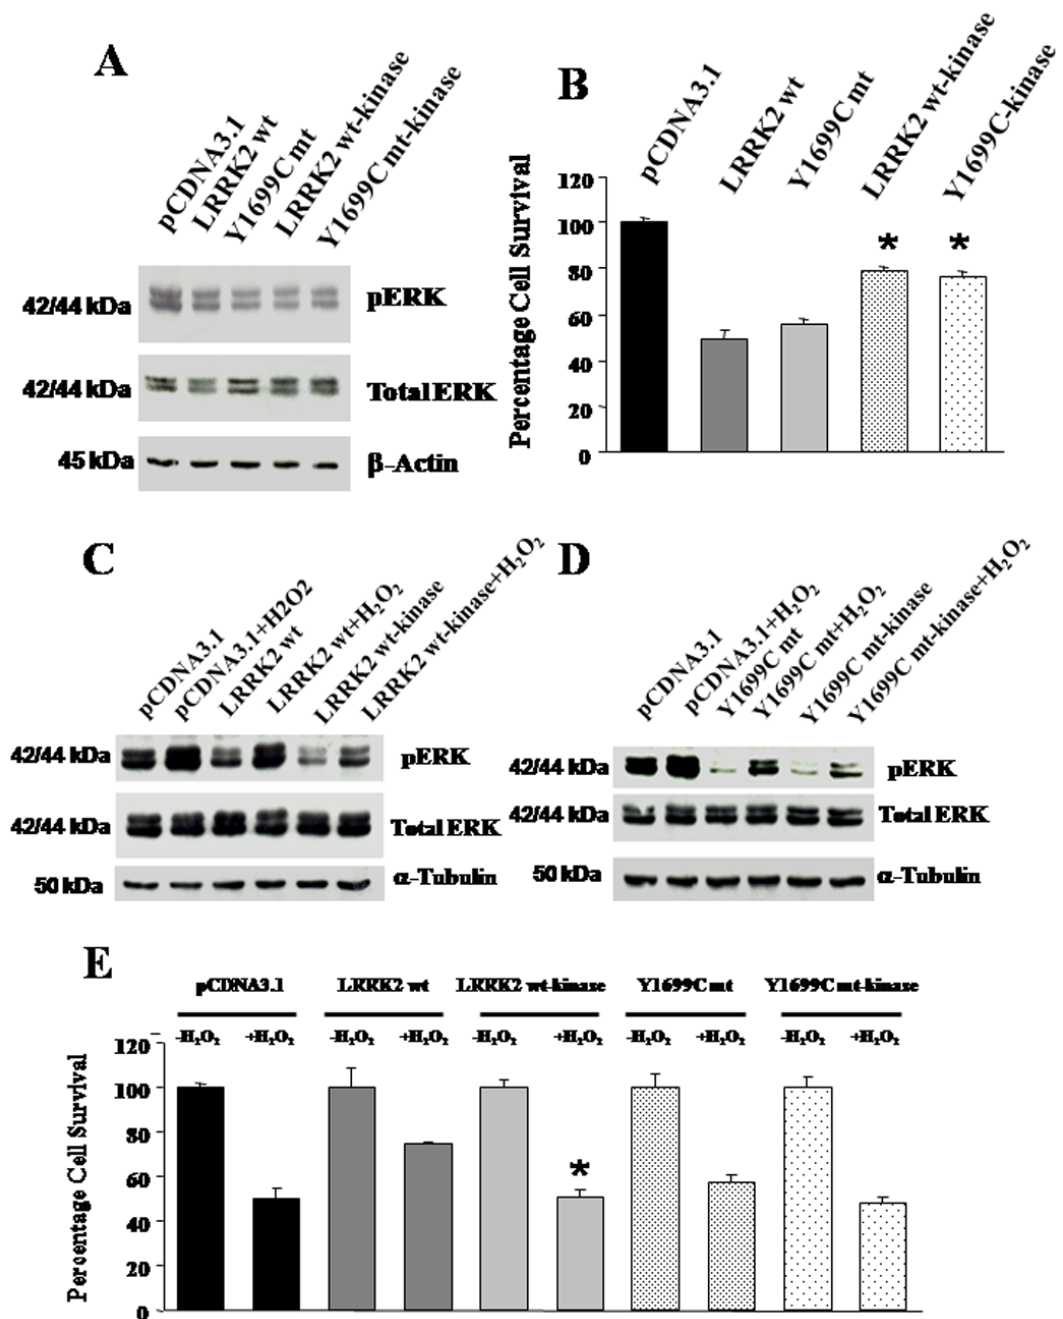 A
pCDNA3.1
LRRK2 wt
Y1699C mt
LRRK2 wt-kinase
Y1699C mt-kinase
42/44 kDa
pERK
42/44 kDa
Total ERK
45 kDa
β-Actin
B
pCDNA3.1
LRRK2 wt
Y1699C mt
LRRK2 wt-kinase
Y1699C-kinase
Percentage Cell Survival
120
100
80
60
40
20
0
*
*
C
pCDNA3.1
pCDNA3.1+H2O2
LRRK2 wt
LRRK2 wt+H₂O₂
LRRK2 wt-kinase
LRRK2 wt-kinase+H₂O₂
42/44 kDa
pERK
42/44 kDa
Total ERK
50 kDa
α-Tubulin
D
pCDNA3.1
pCDNA3.1+H₂O₂
Y1699C mt
Y1699C mt+H₂O₂
Y1699C mt-kinase
Y1699C mt-kinase+H₂O₂
42/44 kDa
pERK
42/44 kDa
Total ERK
50 kDa
α-Tubulin
E
pCDNA3.1
LRRK2 wt
LRRK2 wt-kinase
Y1699C mt
Y1699C mt-kinase
-H₂O₂
+H₂O₂
-H₂O₂
+H₂O₂
-H₂O₂
+H₂O₂
-H₂O₂
+H₂O₂
-H₂O₂
+H₂O₂
Percentage Cell Survival
120
100
80
60
40
20
0
*